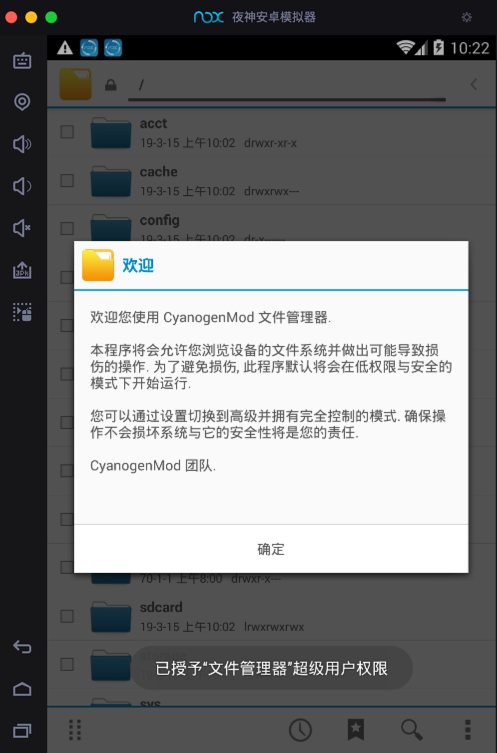 nox 夜神安卓模拟器
10:22
/
acct
19-3-15 上午10:02 drwxr-xr-x
cache
19-3-15 上午10:02 drwxrwx---
config
19-3-15 上午10:02 dr-x------
欢迎
欢迎您使用 CyanogenMod 文件管理器.
本程序将会允许您浏览设备的文件系统并做出可能导致损
伤的操作. 为了避免损伤, 此程序默认将会在低权限与安全的
模式下开始运行.
您可以通过设置切换到高级并拥有完全控制的模式. 确保操
作不会损坏系统与它的安全性将是您的责任.
CyanogenMod 团队.
确定
70-1-1 上午8:00 drwxr-x---
sdcard
19-3-15 上午10:02 lrwxrwxrwx
已授予“文件管理器”超级用户权限
sys